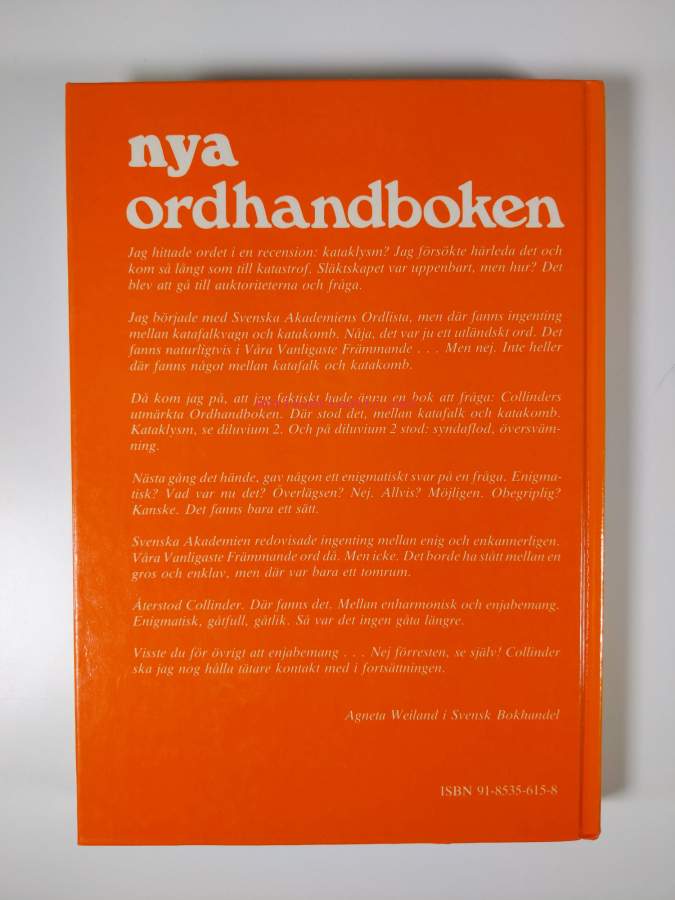 nya
ordhandboken
Jag hittade ordet i en recension: kataklysm? Jag försökte härleda det och
kom så långt som till katastrof. Släktskapet var uppenbart, men hur? Det
blev att gå till auktoriteterna och fråga.
Jag började med Svenska Akademiens Ordlista, men där fanns ingenting
mellan katafalkvagn och katakomb. Nåja, det var ju ett utländskt ord. Det
fanns naturligtvis i Våra Vanligaste Främmande . . . Men nej. Inte heller
där fanns något mellan katafalk och katakomb.
Då kom jag på, att jag faktiskt hade ännu en bok att fråga: Collinders
utmärkta Ordhandboken. Där stod det, mellan katafalk och katakomb.
Kataklysm, se diluvium 2. Och på diluvium 2 stod: syndaflod, översväm-
ning.
Nästa gång det hände, gav någon ett enigmatiskt svar på en fråga. Enigma-
tisk? Vad var nu det? Överlägsen? Nej. Allvis? Möjligen. Obegriplig?
Kanske. Det fanns bara ett sätt.
Svenska Akademien redovisade ingenting mellan enig och enkannerligen.
Våra Vanligaste Främmande ord då. Men icke. Det borde ha stått mellan en
gros och enklav, men där var bara ett tomrum.
Återstod Collinder. Där fanns det. Mellan enharmonisk och enjabemang.
Enigmatisk, gåtfull, gåtlik. Så var det ingen gåta längre.
Visste du för övrigt att enjabemang . . . Nej förresten, se själv! Collinder
ska jag nog hålla tätare kontakt med i fortsättningen.
Agneta Weiland i Svensk Bokhandel
ISBN 91-8535-615-8